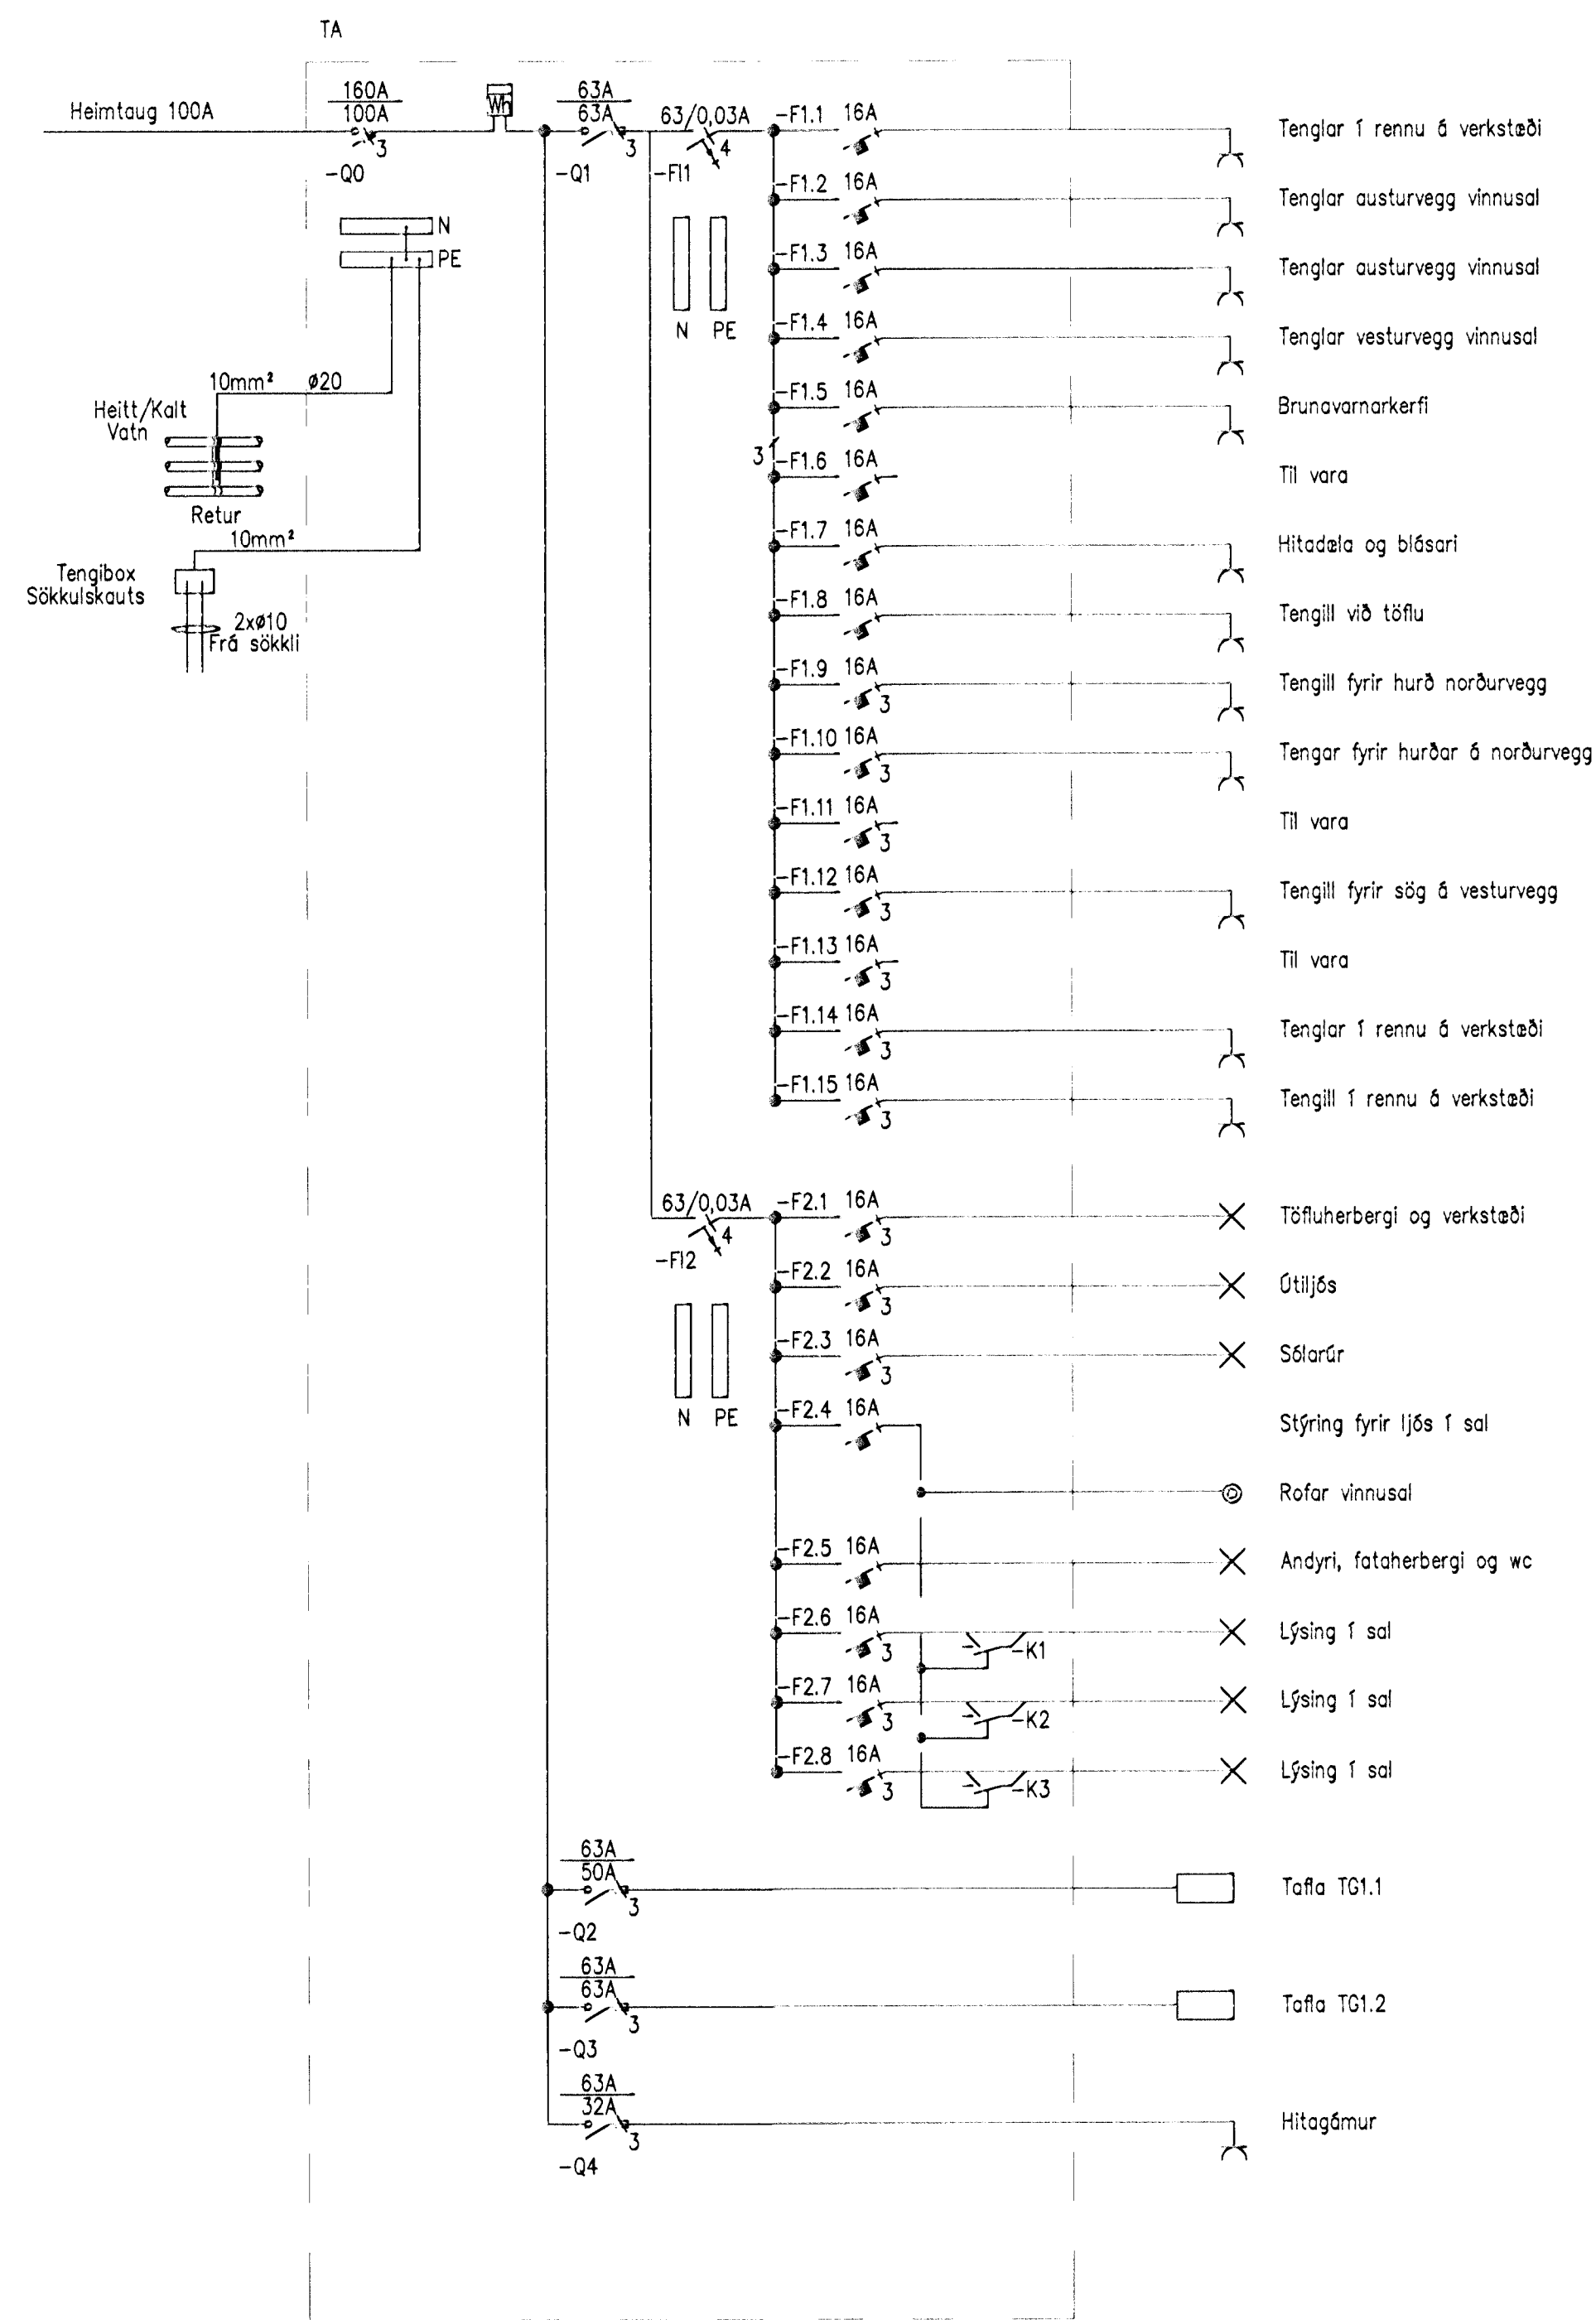 TA
Heimtaug 100A
160A
100A
3
-Q0
Wh
63A
63A
3
-Q1
63/0,03A
4
-FI1
N
PE
N PE
10mm² ø20
Heitt/Kalt
Vatn
Retur
10mm²
Tengibox
Sökkulskauts
2xø10
Frá sökkli
-F1.1 16A Tenglar í rennu á verkstæði
-F1.2 16A Tenglar austurvegg vinnusal
-F1.3 16A Tenglar austurvegg vinnusal
-F1.4 16A Tenglar vesturvegg vinnusal
-F1.5 16A Brunavarnarkerfi
3
-F1.6 16A Til vara
-F1.7 16A Hitadæla og blásari
-F1.8 16A Tengill við töflu
-F1.9 16A 3 Tengill fyrir hurð norðurvegg
-F1.10 16A 3 Tengar fyrir hurðar á norðurvegg
-F1.11 16A 3 Til vara
-F1.12 16A 3 Tengill fyrir sög á vesturvegg
-F1.13 16A 3 Til vara
-F1.14 16A 3 Tenglar í rennu á verkstæði
-F1.15 16A 3 Tengill í rennu á verkstæði
63/0,03A
4
-FI2
N PE
-F2.1 16A 3 Töfluherbergi og verkstæði
-F2.2 16A 3 Útiljós
-F2.3 16A 3 Sólarúr
-F2.4 16A Stýring fyrir ljós í sal
Rofar vinnusal
-F2.5 16A Andyri, fataherbergi og wc
-F2.6 16A 3 -K1 Lýsing í sal
-F2.7 16A 3 -K2 Lýsing í sal
-F2.8 16A 3 -K3 Lýsing í sal
63A
50A
3
-Q2
Tafla TG1.1
63A
63A
3
-Q3
Tafla TG1.2
63A
32A
3
-Q4
Hitagámur